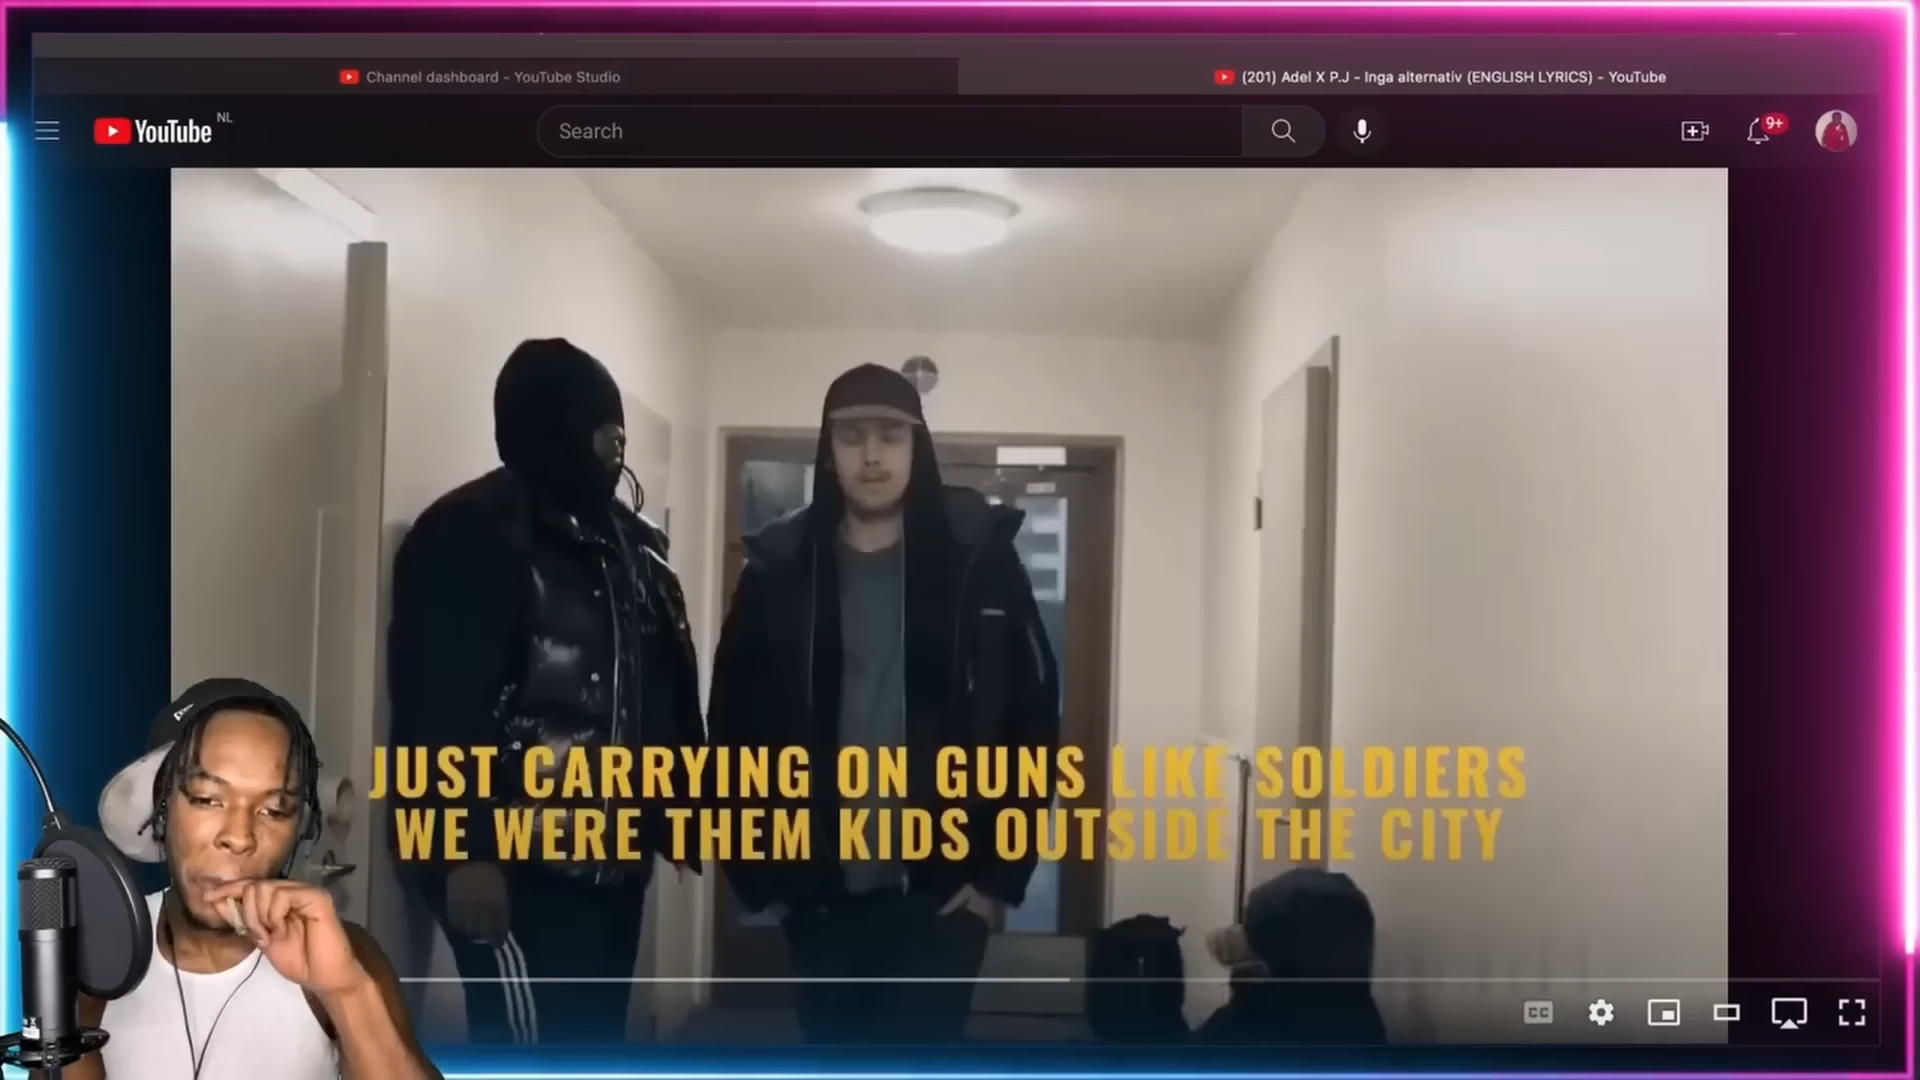 Channel dashboard - YouTube Studio
(201) Adel X P.J - Inga alternativ (ENGLISH LYRICS) - YouTube
YouTube NL
Search
9+
JUST CARRYING ON GUNS LIKE SOLDIERS
WE WERE THEM KIDS OUTSIDE THE CITY
CC